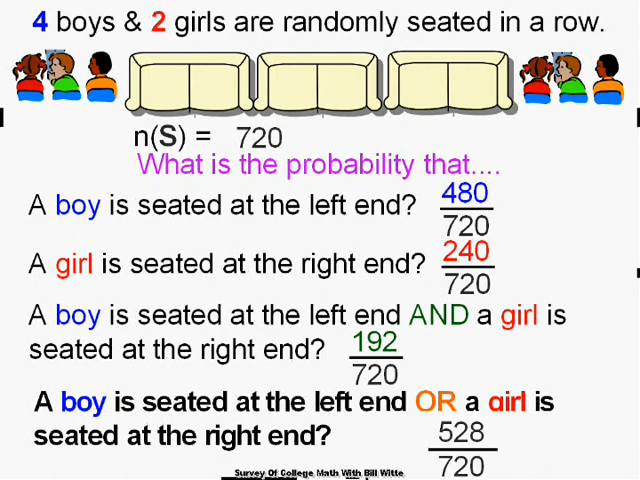 4 boys & 2 girls are randomly seated in a row.
n(S) = 720
What is the probability that....
A boy is seated at the left end? 480/720
A girl is seated at the right end? 240/720
A boy is seated at the left end AND a girl is
seated at the right end? 192/720
A boy is seated at the left end OR a girl is
seated at the right end? 528/720
Survey Of College Math With Bill Witte